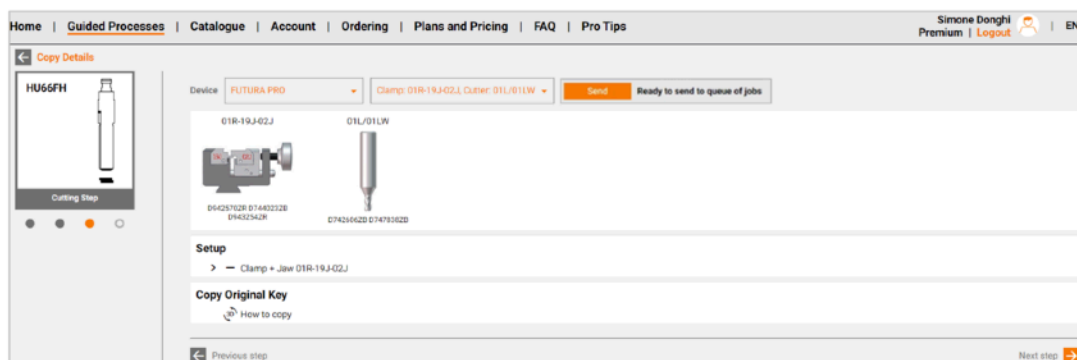 Home | Guided Processes | Catalogue | Account | Ordering | Plans and Pricing | FAQ | Pro Tips
Simone Donghi
Premium | Logout | EN
Copy Details
HU66FH
Cutting Step
Device FUTURA PRO Clamp: 01R-19J-02J, Cutter: 01L/01LW Send Ready to send to queue of jobs
01R-19J-02J 01L/01LW
D942570ZR D744023ZB
D943254ZR
D742606ZB D747838ZB
Setup
Clamp + Jaw 01R-19J-02J
Copy Original Key
How to copy
Previous step Next step